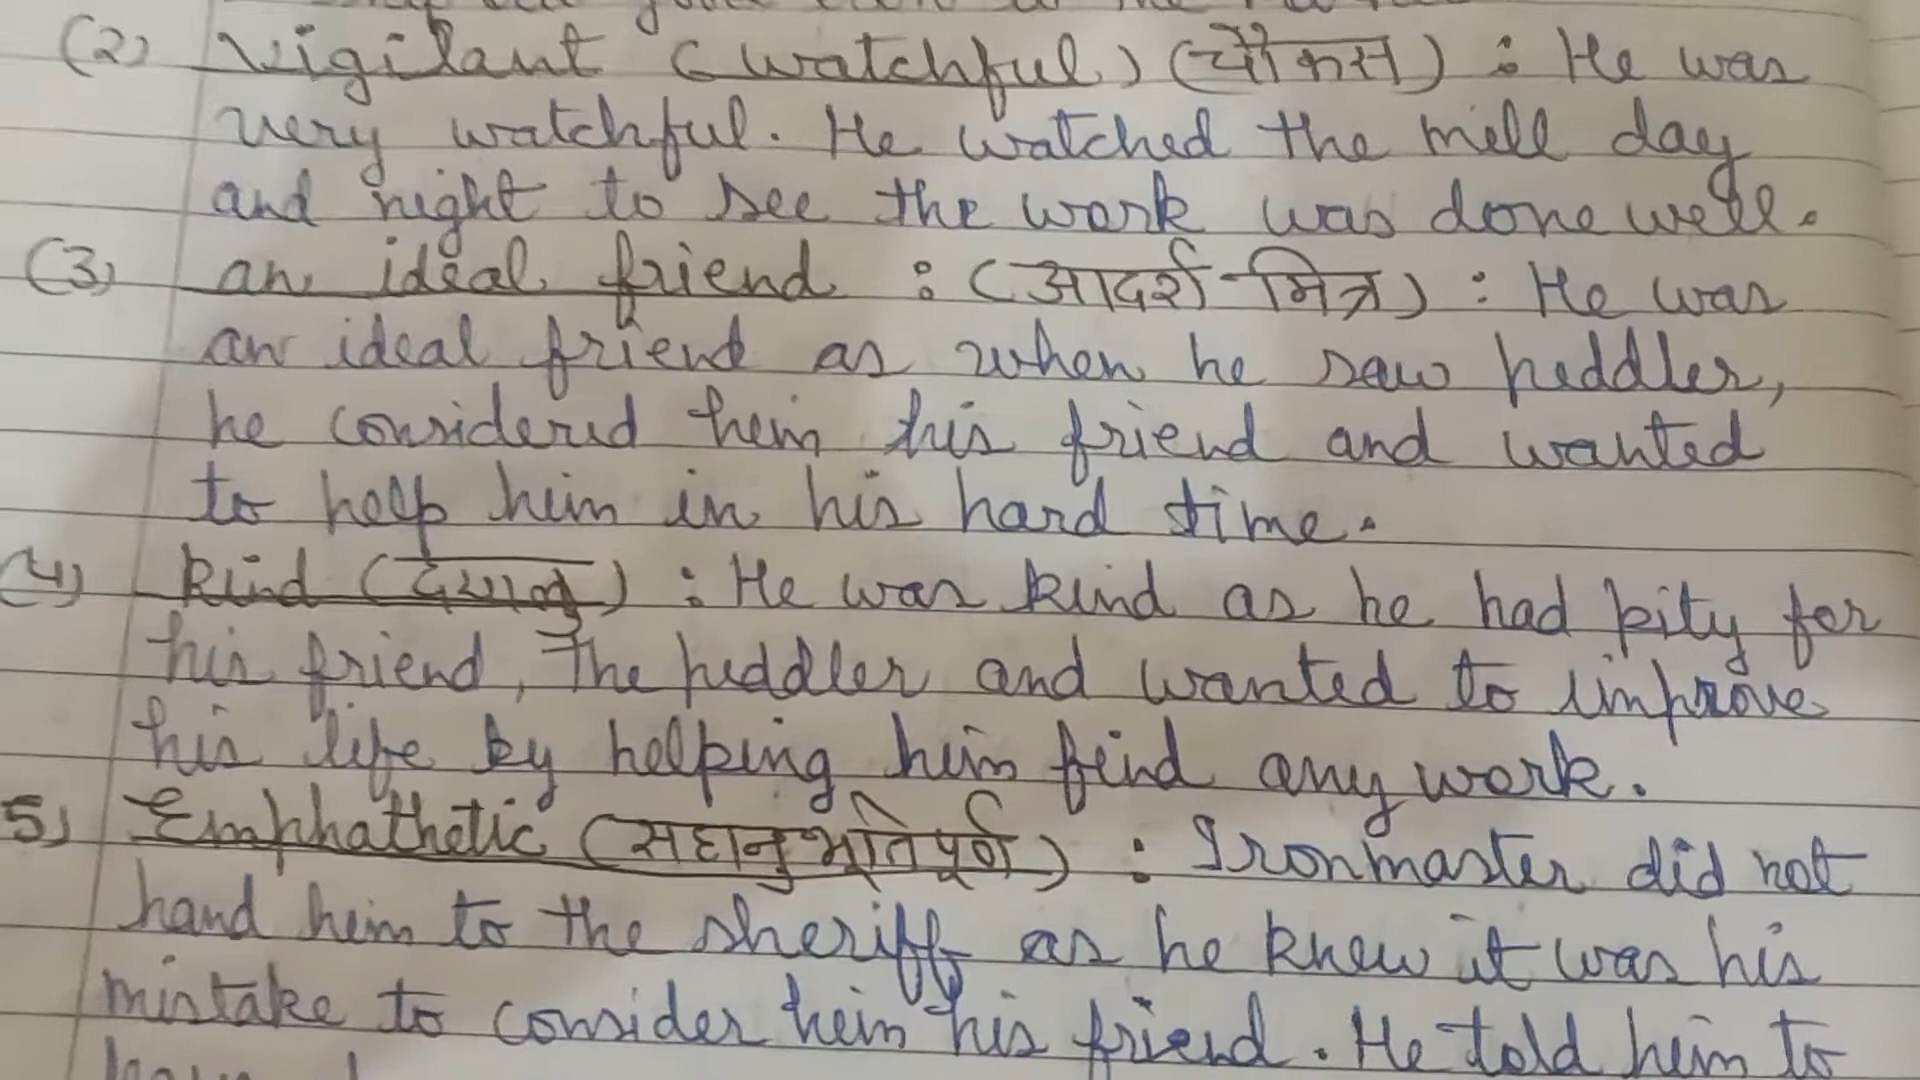 (2) Vigilant (watchful) (चौकस) : He was
very watchful. He watched the mill day
and night to see the work was done well.
(3) an ideal friend : (आदर्श मित्र) : He was
an ideal friend as when he saw peddler,
he considered him his friend and wanted
to help him in his hard time.
(4) Kind (दयालु) : He was kind as he had pity for
his friend, The peddler and wanted to improve
his life by helping him find any work.
5) Emphathetic (सहानुभूतिपूर्ण) : Ironmaster did not
hand him to the sheriff as he knew it was his
mistake to consider him his friend. He told him to